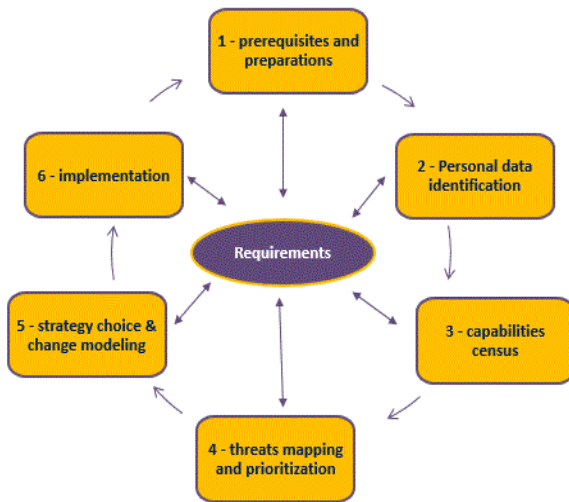 1 - prerequisites and
preparations
2 - Personal data
identification
3 - capabilities
census
4 - threats mapping
and prioritization
5 - strategy choice &
change modeling
6 - implementation
Requirements